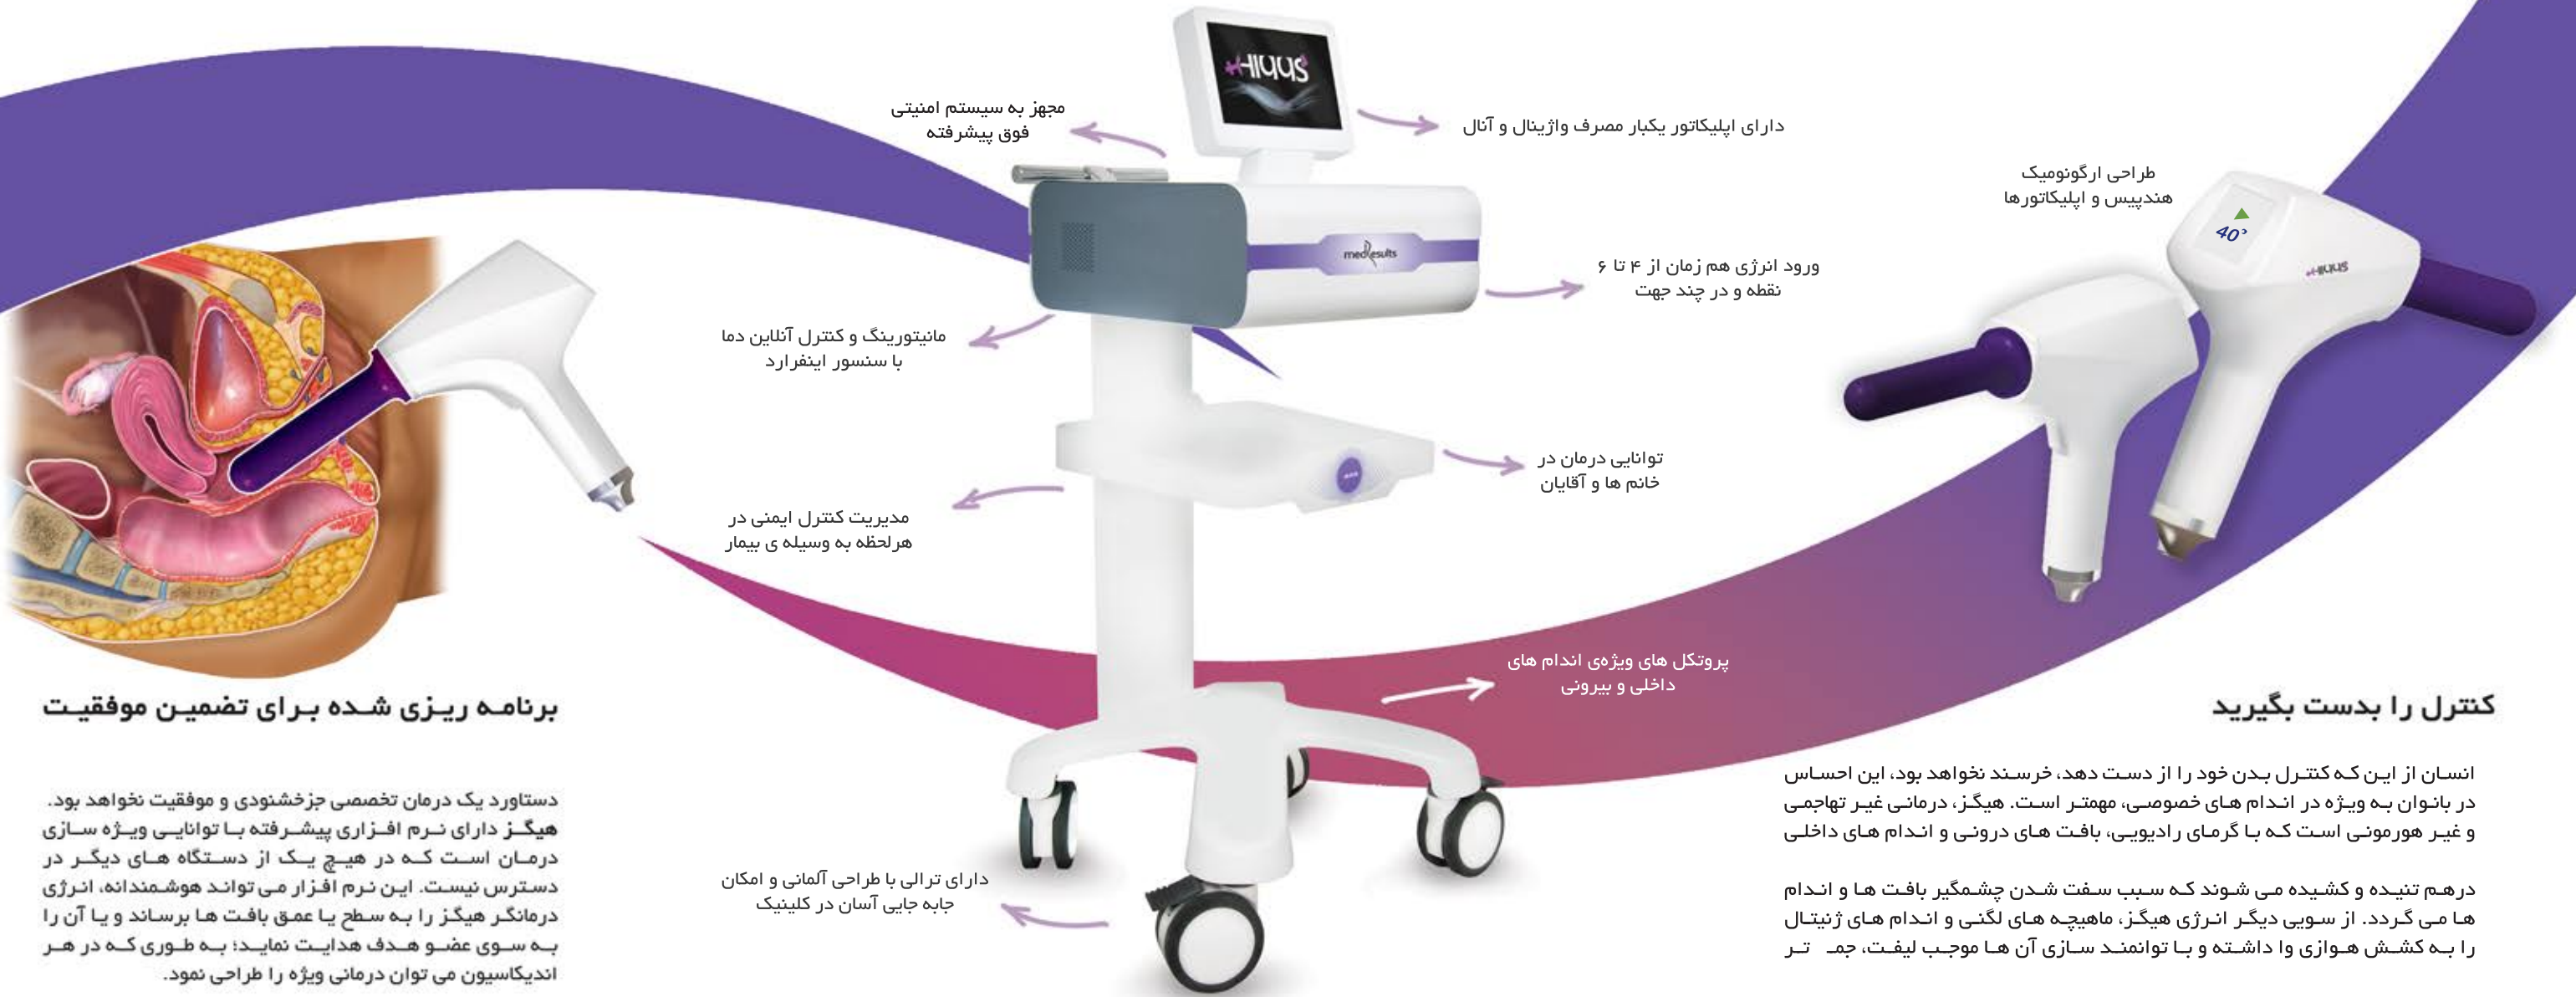 Higgs
دارای اپلیکاتور یکبار مصرف واژینال و آنال
مجهز به سیستم امنیتی
فوق پیشرفته
طراحی ارگونومیک
هندپیس و اپلیکاتورها
40°
Higgs
medResults
ورود انرژی هم زمان از ۴ تا ۶
نقطه و در چند جهت
مانیتورینگ و کنترل آنلاین دما
با سنسور اینفرارد
توانایی درمان در
خانم ها و آقایان
مدیریت کنترل ایمنی در
هرلحظه به وسیله ی بیمار
پروتکل های ویژه‌ی اندام های
داخلی و بیرونی
دارای ترالی با طراحی آلمانی و امکان
جابه جایی آسان در کلینیک
کنترل را بدست بگیرید
انسان از این که کنترل بدن خود را از دست دهد، خرسند نخواهد بود، این احساس
در بانوان به ویژه در اندام های خصوصی، مهمتر است. هیگز، درمانی غیر تهاجمی
و غیر هورمونی است که با گرمای رادیویی، بافت های درونی و اندام های داخلی
درهم تنیده و کشیده می شوند که سبب سفت شدن چشمگیر بافت ها و اندام
ها می گردد. از سویی دیگر انرژی هیگز، ماهیچه های لگنی و اندام های ژنیتال
را به کشش هوازی وا داشته و با توانمند سازی آن ها موجب لیفت، جمـ تر
برنامه ریزی شده برای تضمین موفقیت
دستاورد یک درمان تخصصی جزخشنودی و موفقیت نخواهد بود.
هیگز دارای نرم افزاری پیشرفته با توانایی ویژه سازی
درمان است که در هیچ یک از دستگاه های دیگر در
دسترس نیست. این نرم افزار می تواند هوشمندانه، انرژی
درمانگر هیگز را به سطح یا عمق بافت ها برساند و یا آن را
به سوی عضو هدف هدایت نماید؛ به طوری که در هر
اندیکاسیون می توان درمانی ویژه را طراحی نمود.